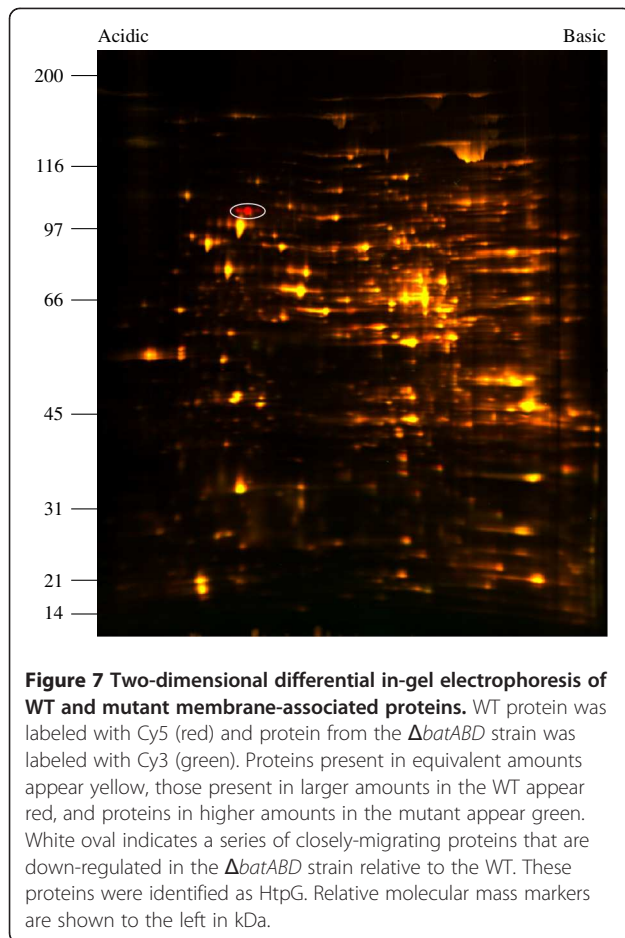 Acidic Basic
200
116
97
66
45
31
21
14
Figure 7 Two-dimensional differential in-gel electrophoresis of
WT and mutant membrane-associated proteins. WT protein was
labeled with Cy5 (red) and protein from the ΔbatABD strain was
labeled with Cy3 (green). Proteins present in equivalent amounts
appear yellow, those present in larger amounts in the WT appear
red, and proteins in higher amounts in the mutant appear green.
White oval indicates a series of closely-migrating proteins that are
down-regulated in the ΔbatABD strain relative to the WT. These
proteins were identified as HtpG. Relative molecular mass markers
are shown to the left in kDa.